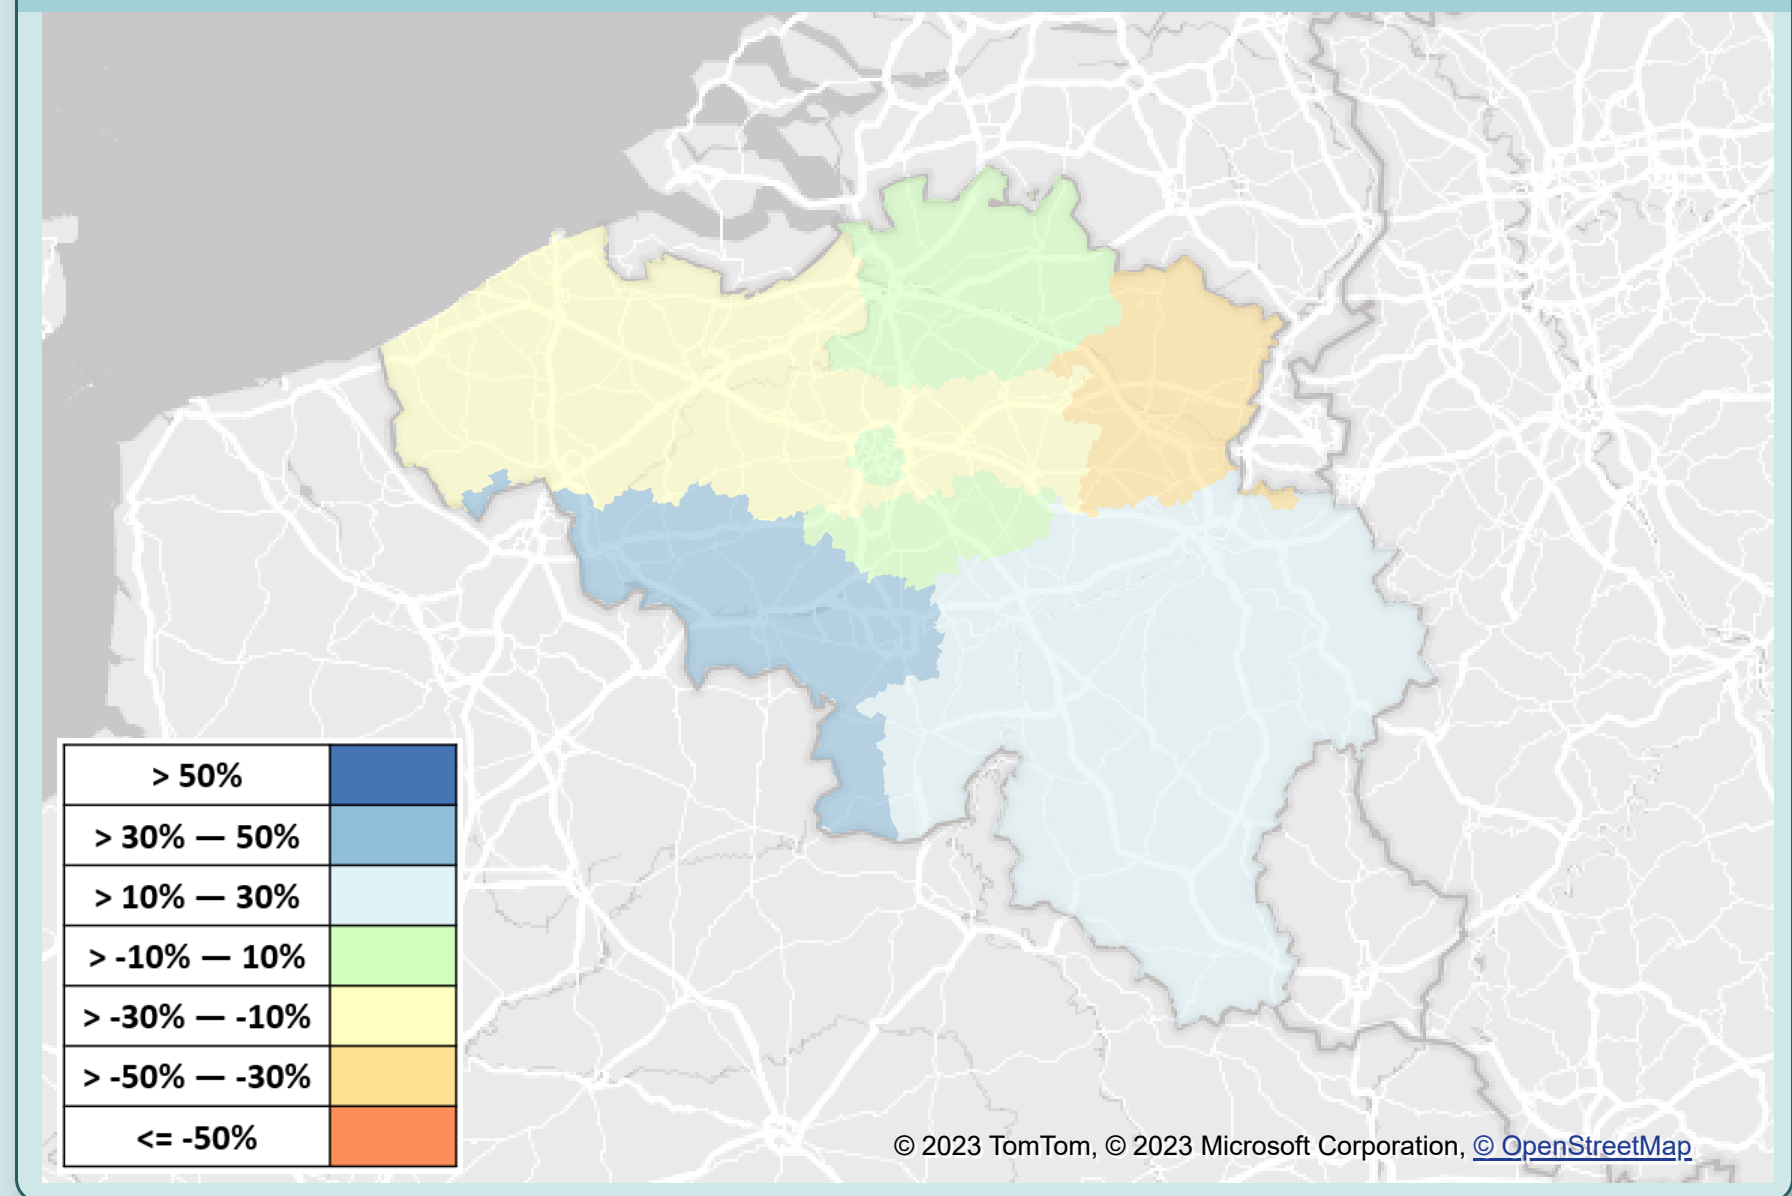 > 50%
> 30% — 50%
> 10% — 30%
> -10% — 10%
> -30% — -10%
> -50% — -30%
<= -50%
© 2023 TomTom, © 2023 Microsoft Corporation, © OpenStreetMap